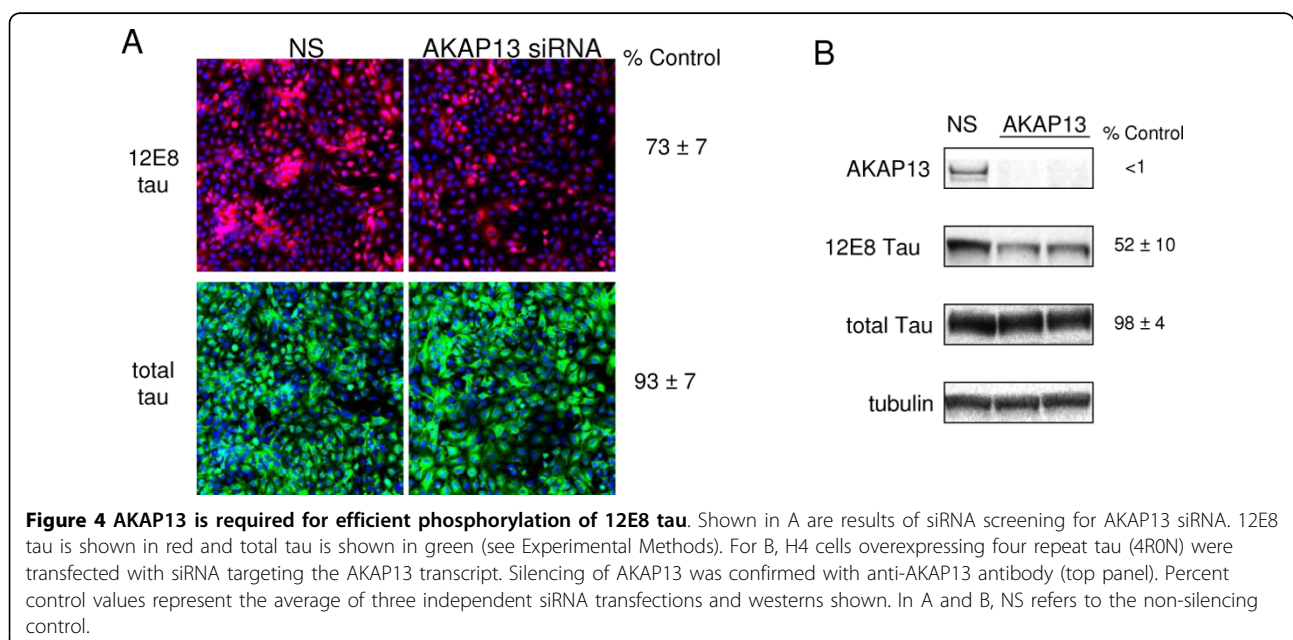 A
NS AKAP13 siRNA % Control
12E8 tau 73 ± 7
total tau 93 ± 7
B
NS AKAP13 % Control
AKAP13 <1
12E8 Tau 52 ± 10
total Tau 98 ± 4
tubulin
Figure 4 AKAP13 is required for efficient phosphorylation of 12E8 tau. Shown in A are results of siRNA screening for AKAP13 siRNA. 12E8
tau is shown in red and total tau is shown in green (see Experimental Methods). For B, H4 cells overexpressing four repeat tau (4R0N) were
transfected with siRNA targeting the AKAP13 transcript. Silencing of AKAP13 was confirmed with anti-AKAP13 antibody (top panel). Percent
control values represent the average of three independent siRNA transfections and westerns shown. In A and B, NS refers to the non-silencing
control.